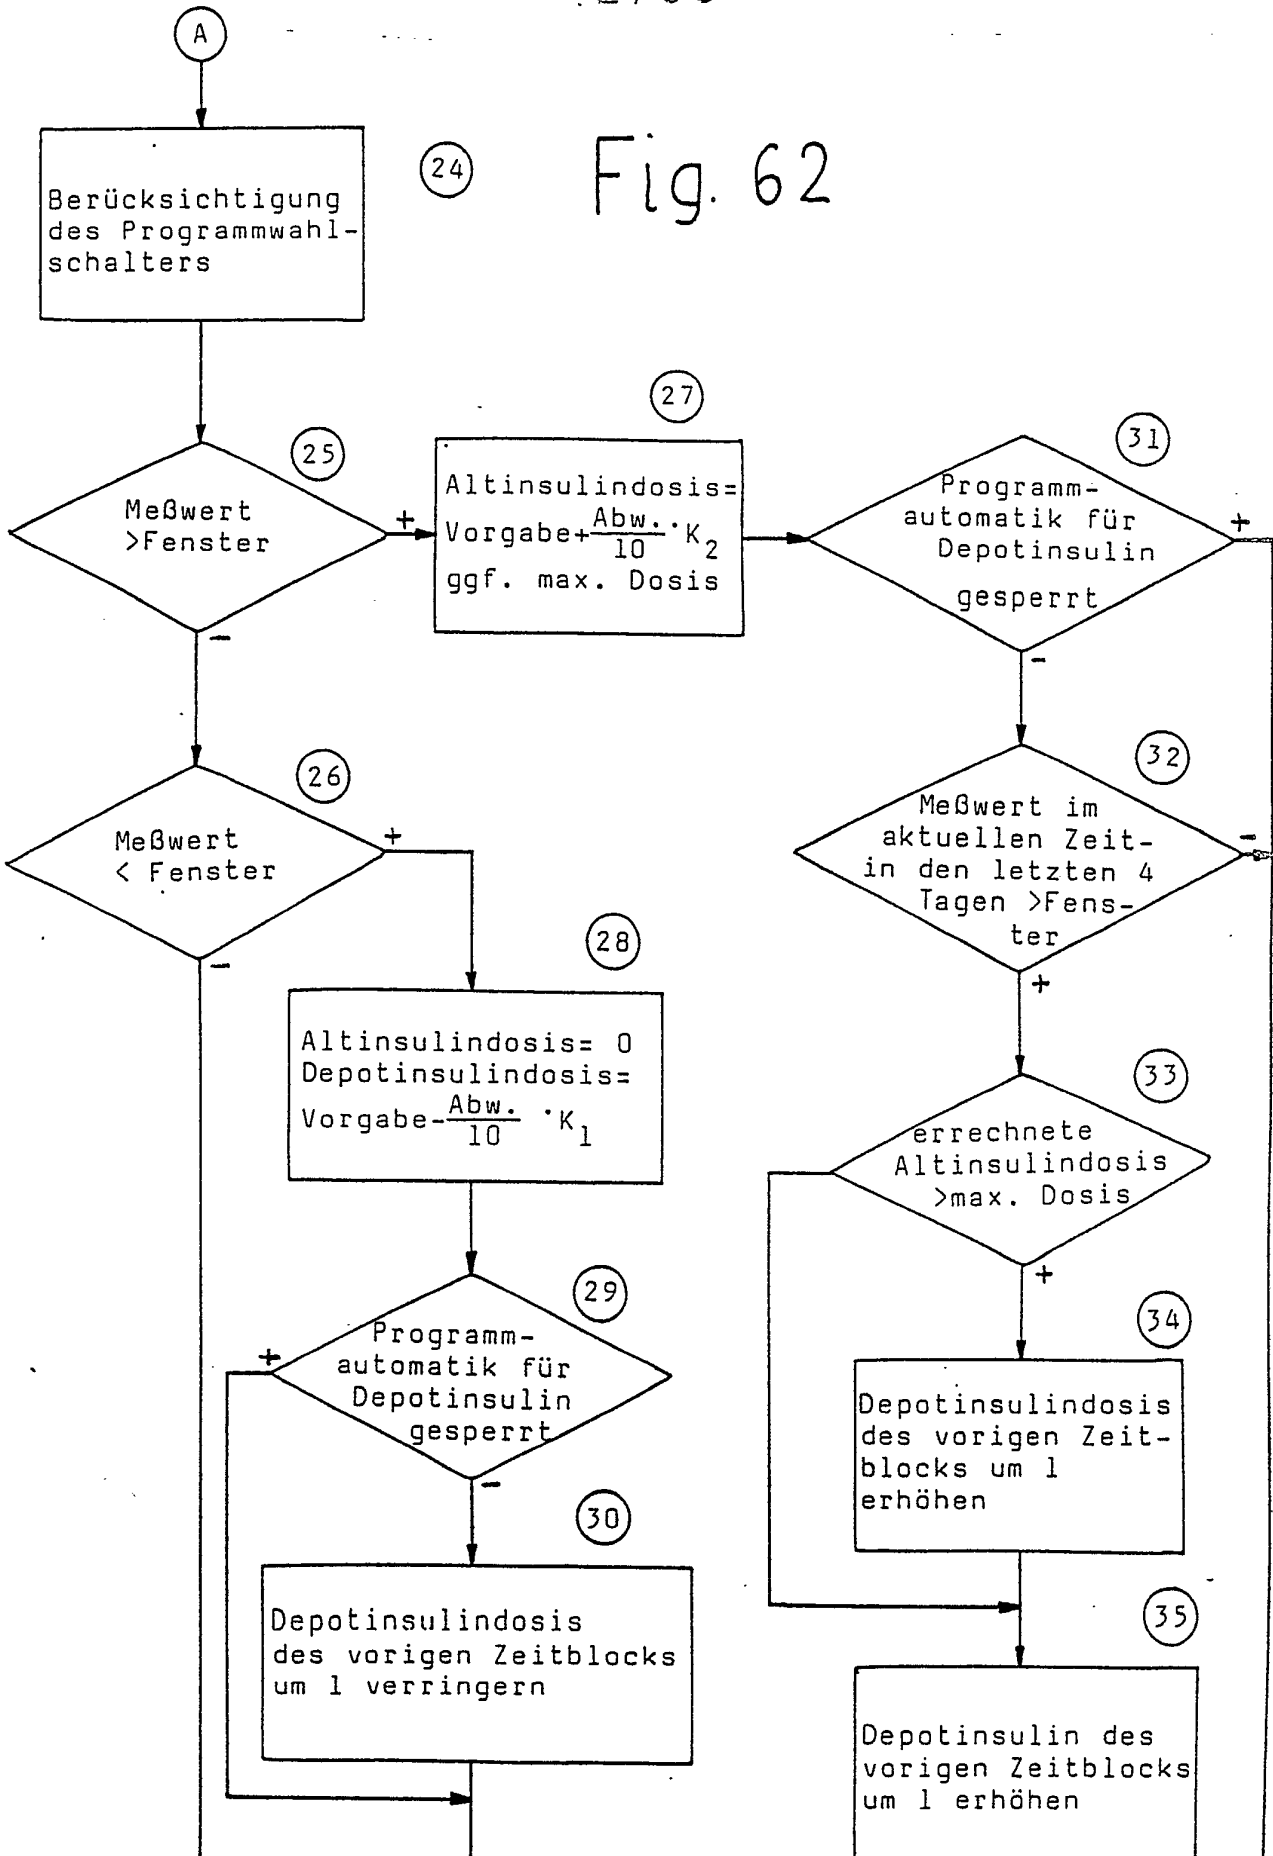 A
24
Fig. 62
Berücksichtigung
des Programmwahl-
schalters
25
Meßwert
>Fenster
+
-
27
Altinsulindosis=
Vorgabe+Abw./10·K2
ggf. max. Dosis
31
Programm-
automatik für
Depotinsulin
gesperrt
+
-
26
Meßwert
< Fenster
+
-
32
Meßwert im
aktuellen Zeit-
in den letzten 4
Tagen >Fens-
ter
-
+
28
Altinsulindosis= 0
Depotinsulindosis=
Vorgabe-Abw./10 ·K1
33
errechnete
Altinsulindosis
>max. Dosis
+
29
Programm-
automatik für
Depotinsulin
gesperrt
+
-
34
Depotinsulindosis
des vorigen Zeit-
blocks um 1
erhöhen
30
Depotinsulindosis
des vorigen Zeitblocks
um 1 verringern
35
Depotinsulin des
vorigen Zeitblocks
um 1 erhöhen